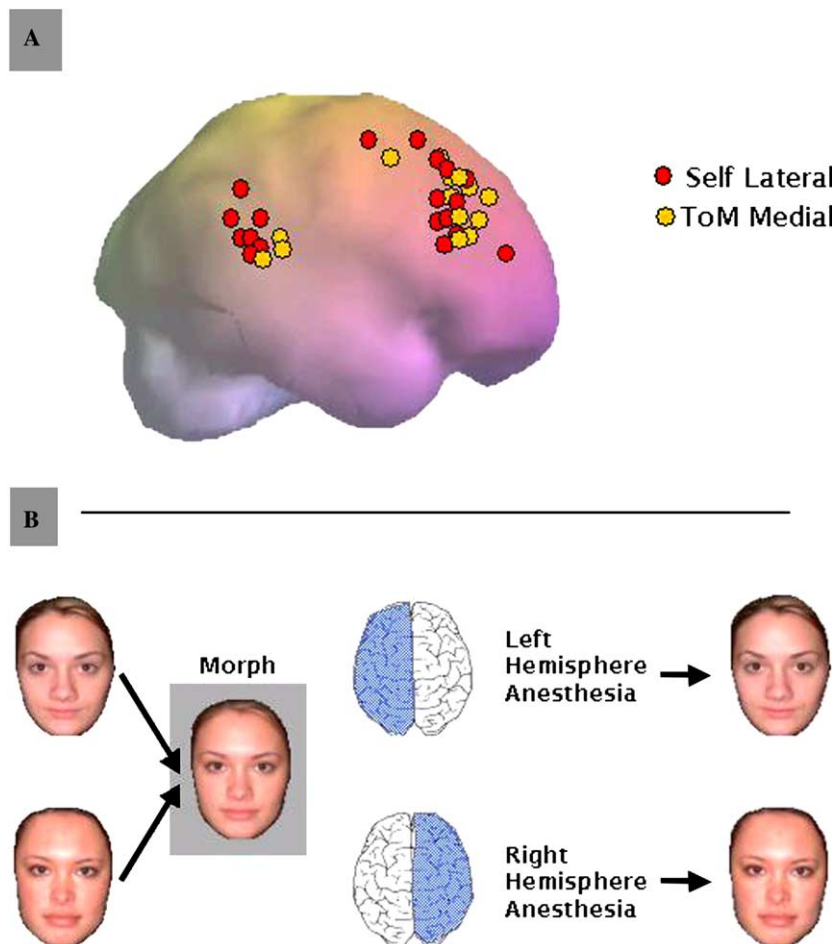 A
Self Lateral
ToM Medial
B
Morph
Left
Hemisphere
Anesthesia
Right
Hemisphere
Anesthesia